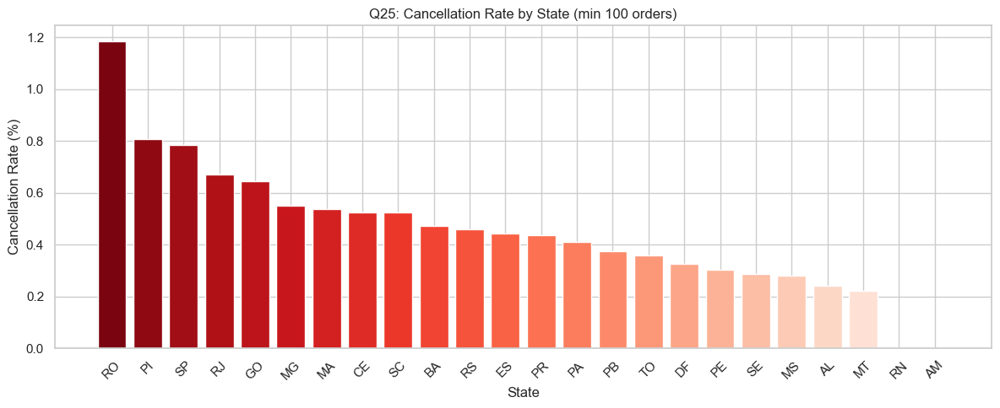 Q25: Cancellation Rate by State (min 100 orders)
Cancellation Rate (%)
1.2
1.0
0.8
0.6
0.4
0.2
0.0
RO PI SP RJ GO MG MA CE SC BA RS ES PR PA PB TO DF PE SE MS AL MT RN AM
State